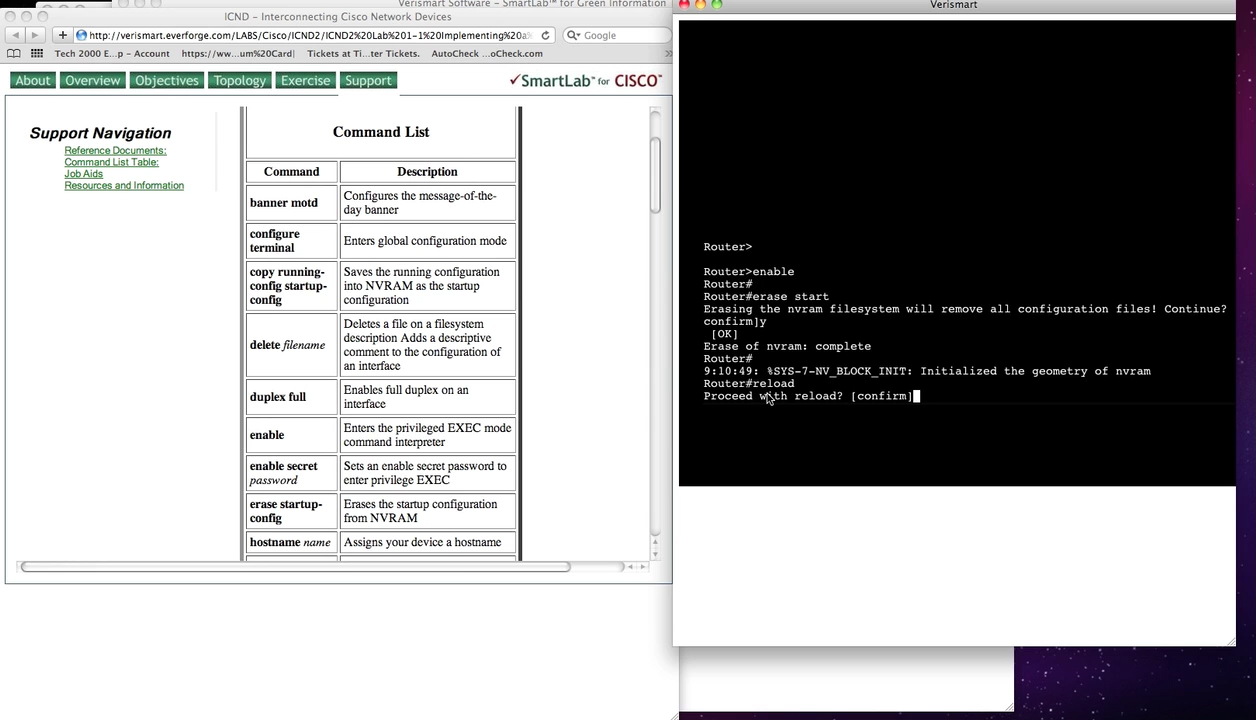 Verismart Software – SmartLab™ for Green Information
ICND – Interconnecting Cisco Network Devices
http://verismart.everforge.com/LABS/Cisco/ICND2/ICND2%20Lab%201-1%20Implementing%20a
Google
Tech 2000 E...p – Account
https://ww...um%20Card
Tickets at Ti...ter Tickets.
AutoCheck ...oCheck.com
»
About
Overview
Objectives
Topology
Exercise
Support
SmartLab™ for CISCO™
Support Navigation
Reference Documents:
Command List Table:
Job Aids
Resources and Information
Command List
Command
Description
banner motd
Configures the message-of-the-
day banner
configure
terminal
Enters global configuration mode
copy running-
config startup-
config
Saves the running configuration
into NVRAM as the startup
configuration
delete filename
Deletes a file on a filesystem
description Adds a descriptive
comment to the configuration of
an interface
duplex full
Enables full duplex on an
interface
enable
Enters the privileged EXEC mode
command interpreter
enable secret
password
Sets an enable secret password to
enter privilege EXEC
erase startup-
config
Erases the startup configuration
from NVRAM
hostname name
Assigns your device a hostname
Verismart
Router>
Router>enable
Router#
Router#erase start
Erasing the nvram filesystem will remove all configuration files! Continue?
confirm]y
[OK]
Erase of nvram: complete
Router#
9:10:49: %SYS-7-NV_BLOCK_INIT: Initialized the geometry of nvram
Router#reload
Proceed with reload? [confirm]